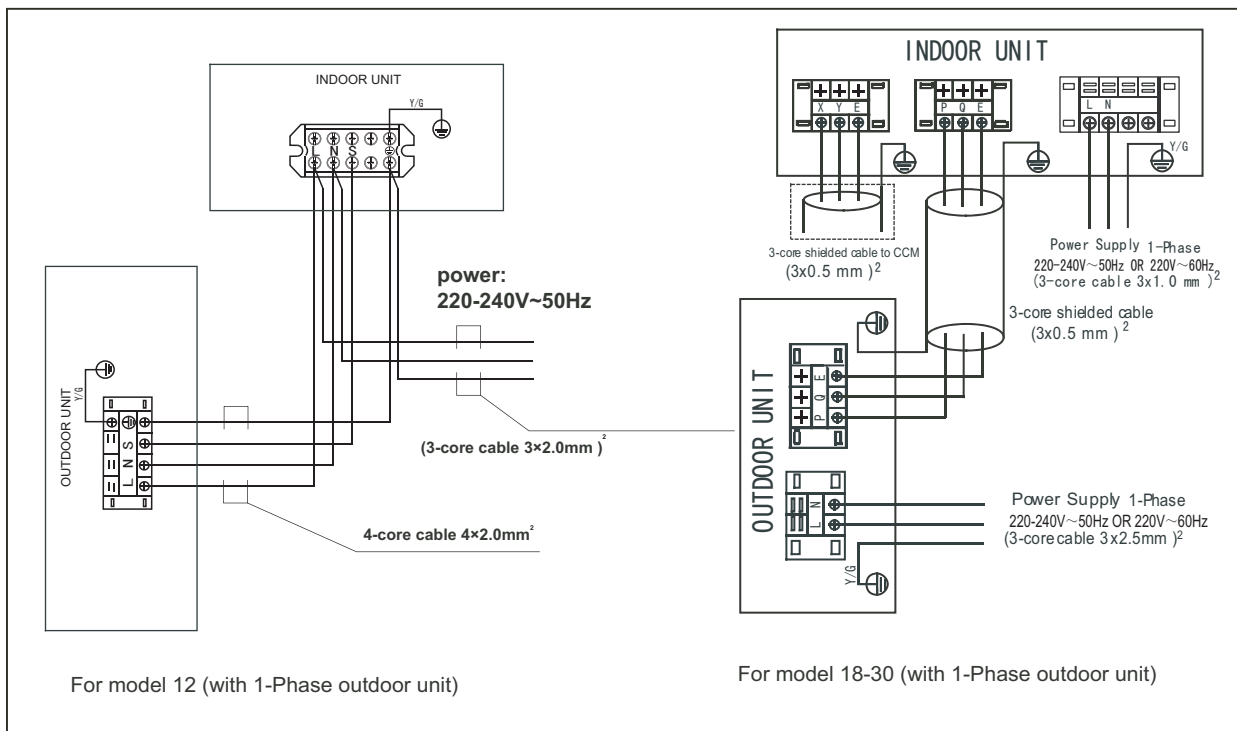 INDOOR UNIT
Y/G
L N S
power:
220-240V~50Hz
OUTDOOR UNIT
Y/G
L N S
(3-core cable 3×2.0mm )²
4-core cable 4×2.0mm²
For model 12 (with 1-Phase outdoor unit)
INDOOR UNIT
X Y E
P Q E
L N
Y/G
3-core shielded cable to CCM
(3x0.5 mm )²
Power Supply 1-Phase
220-240V~50Hz OR 220V~60Hz
(3-core cable 3x1.0 mm )²
3-core shielded cable
(3x0.5 mm )²
OUTDOOR UNIT
P Q E
L N
Y/G
Power Supply 1-Phase
220-240V~50Hz OR 220V~60Hz
(3-core cable 3x2.5mm )²
For model 18-30 (with 1-Phase outdoor unit)